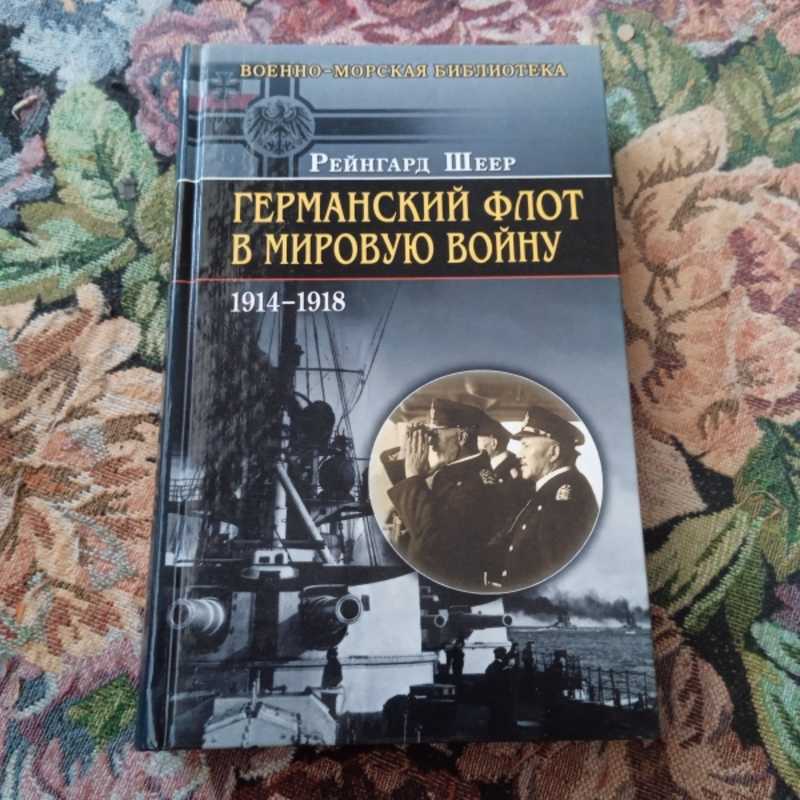 ВОЕННО-МОРСКАЯ БИБЛИОТЕКА
РЕЙНГАРД ШЕЕР
ГЕРМАНСКИЙ ФЛОТ
В МИРОВУЮ ВОЙНУ
1914–1918